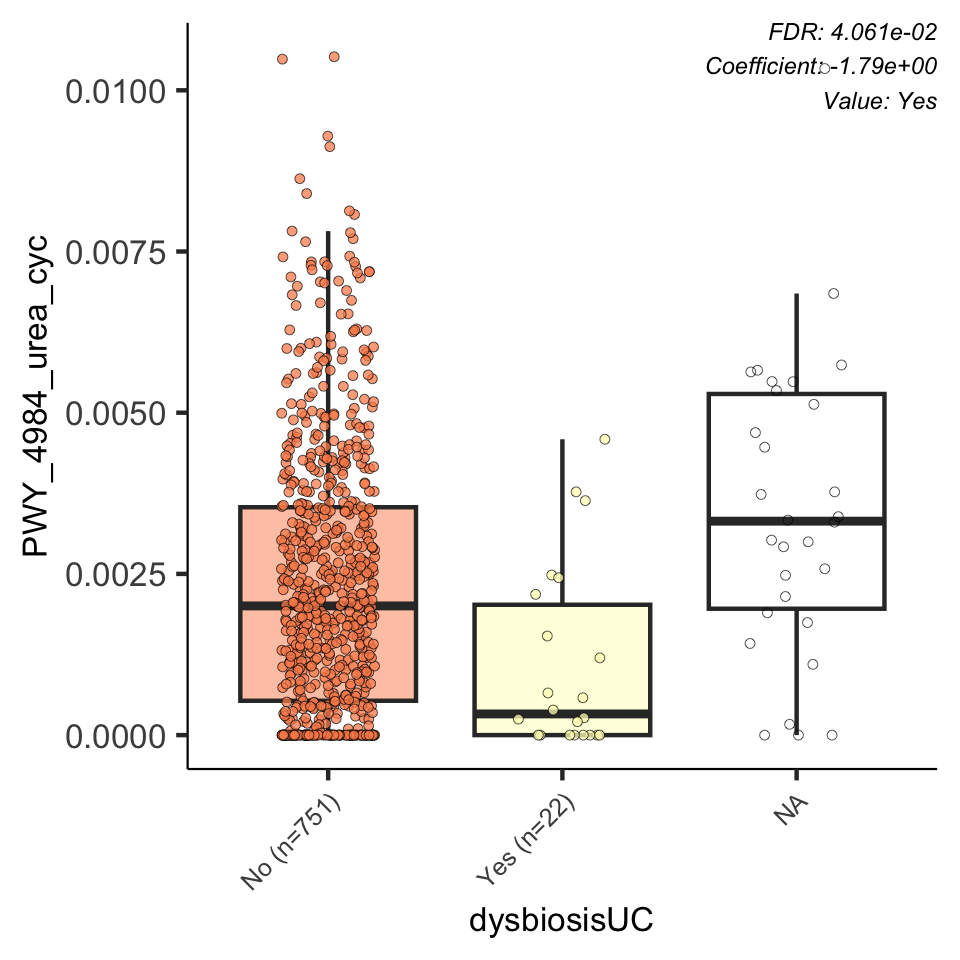 FDR: 4.061e-02
Coefficient: -1.79e+00
Value: Yes
PWY_4984_urea_cyc
0.0100
0.0075
0.0050
0.0025
0.0000
No (n=751)
Yes (n=22)
NA
dysbiosisUC